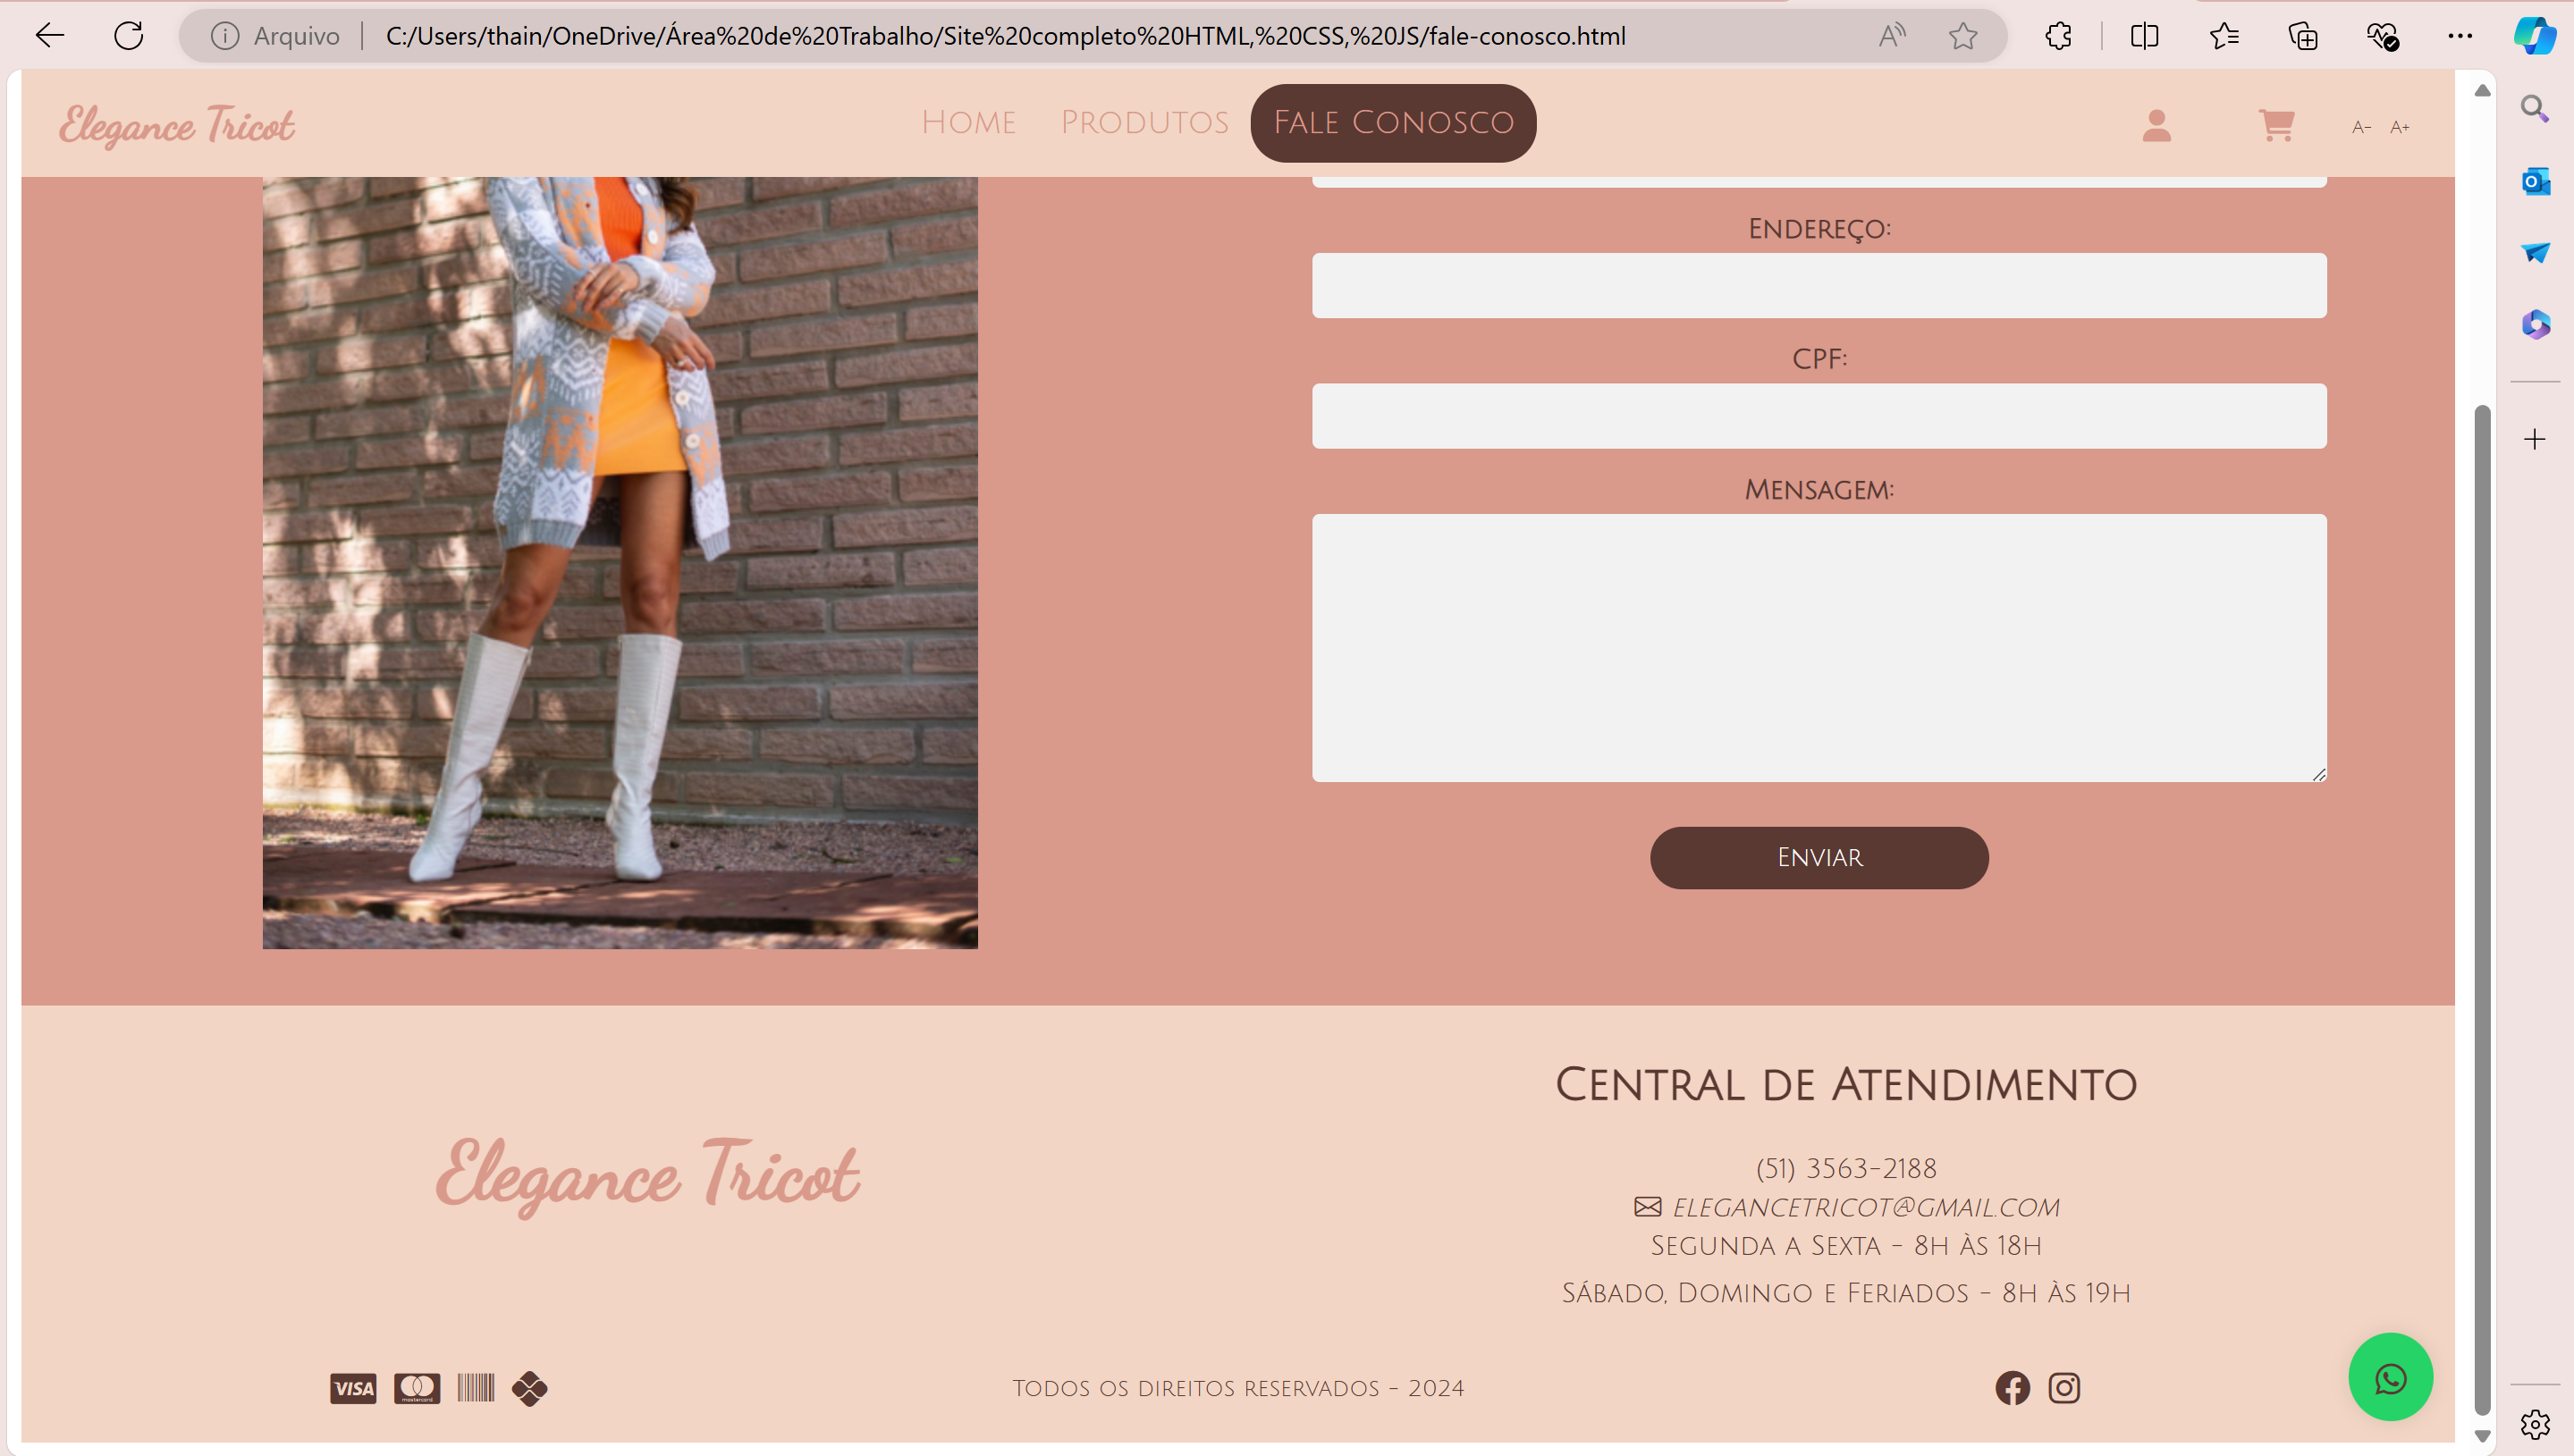 Arquivo
C:/Users/thain/OneDrive/Área%20de%20Trabalho/Site%20completo%20HTML,%20CSS,%20JS/fale-conosco.html
Elegance Tricot
Home
Produtos
Fale Conosco
A-
A+
Endereço:
CPF:
Mensagem:
Enviar
Central de Atendimento
(51) 3563-2188
elegancetricot@gmail.com
Segunda a Sexta - 8h às 18h
Sábado, Domingo e Feriados - 8h às 19h
Elegance Tricot
VISA
mastercard
Todos os direitos reservados - 2024